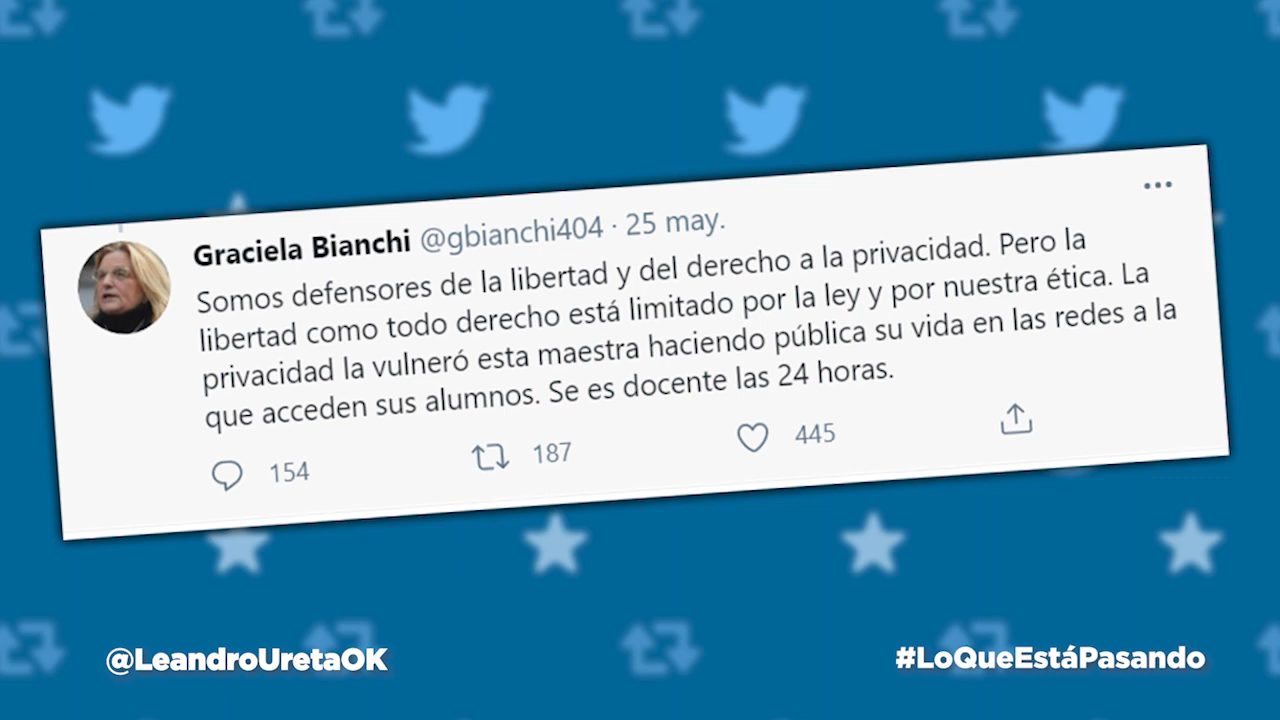 Graciela Bianchi @gbianchi404 · 25 may.
Somos defensores de la libertad y del derecho a la privacidad. Pero la
libertad como todo derecho está limitado por la ley y por nuestra ética. La
privacidad la vulneró esta maestra haciendo pública su vida en las redes a la
que acceden sus alumnos. Se es docente las 24 horas.
154 187 445
@LeandroUretaOK #LoQueEstáPasando